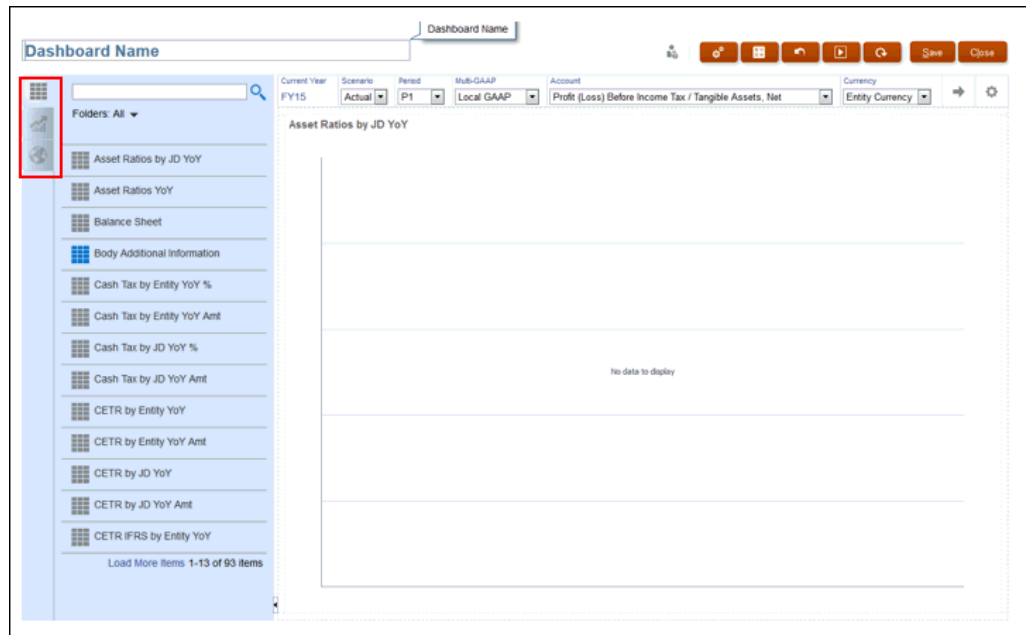 Dashboard Name
Dashboard Name
Save
Close
Current Year Scenario Period Multi-GAAP Account Currency
FY15 Actual P1 Local GAAP Profit (Loss) Before Income Tax / Tangible Assets, Net Entity Currency
Folders: All
Asset Ratios by JD YoY
Asset Ratios by JD YoY
Asset Ratios YoY
Balance Sheet
Body Additional Information
Cash Tax by Entity YoY %
Cash Tax by Entity YoY Amt
Cash Tax by JD YoY %
No data to display
Cash Tax by JD YoY Amt
CETR by Entity YoY
CETR by Entity YoY Amt
CETR by JD YoY
CETR by JD YoY Amt
CETR IFRS by Entity YoY
Load More Items 1-13 of 93 items